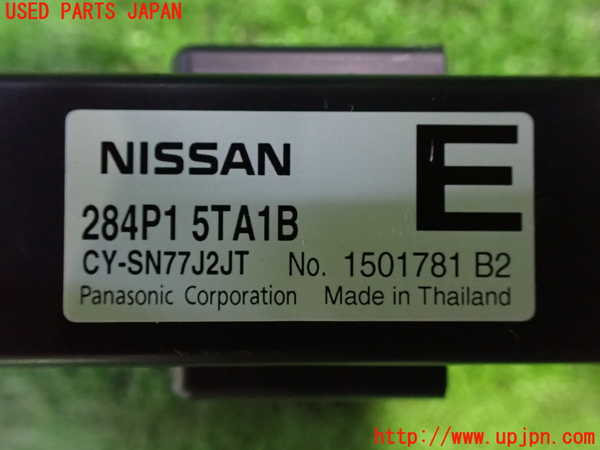 USED PARTS JAPAN
NISSAN
E
284P1 5TA1B
CY-SN77J2JT No. 1501781 B2
Panasonic Corporation Made in Thailand
http://www.upjpn.com/